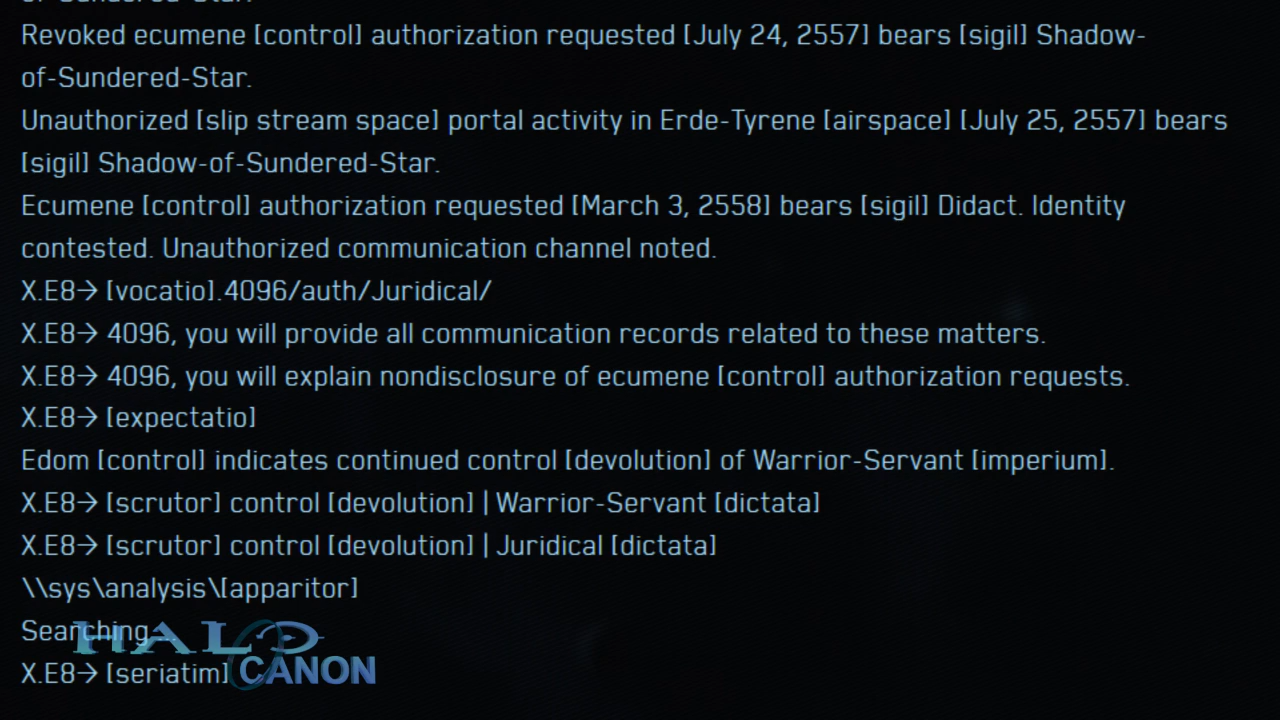 of-Sundered-Star.
Revoked ecumene [control] authorization requested [July 24, 2557] bears [sigil] Shadow-
of-Sundered-Star.
Unauthorized [slip stream space] portal activity in Erde-Tyrene [airspace] [July 25, 2557] bears
[sigil] Shadow-of-Sundered-Star.
Ecumene [control] authorization requested [March 3, 2558] bears [sigil] Didact. Identity
contested. Unauthorized communication channel noted.
X.E8→ [vocatio].4096/auth/Juridical/
X.E8→ 4096, you will provide all communication records related to these matters.
X.E8→ 4096, you will explain nondisclosure of ecumene [control] authorization requests.
X.E8→ [expectatio]
Edom [control] indicates continued control [devolution] of Warrior-Servant [imperium].
X.E8→ [scrutor] control [devolution] | Warrior-Servant [dictata]
X.E8→ [scrutor] control [devolution] | Juridical [dictata]
\\sys\analysis\[apparitor]
Searching...
X.E8→ [seriatim]
HALO
CANON